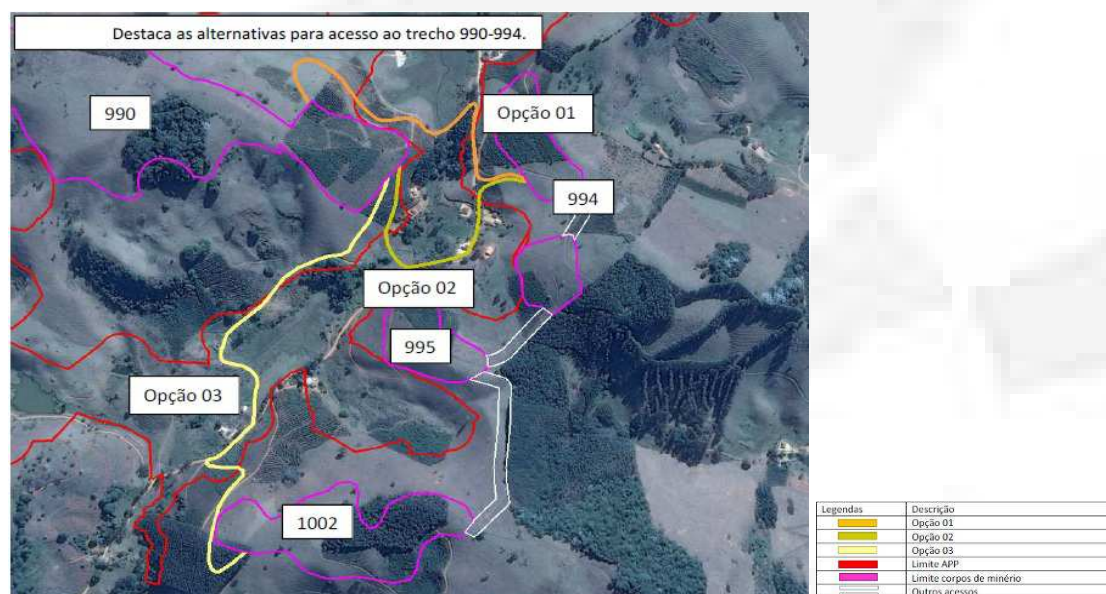 Destaca as alternativas para acesso ao trecho 990-994.
990
Opção 01
994
Opção 02
995
Opção 03
1002
Legendas Descrição
Opção 01
Opção 02
Opção 03
Limite APP
Limite corpos de minério
Outros acessos